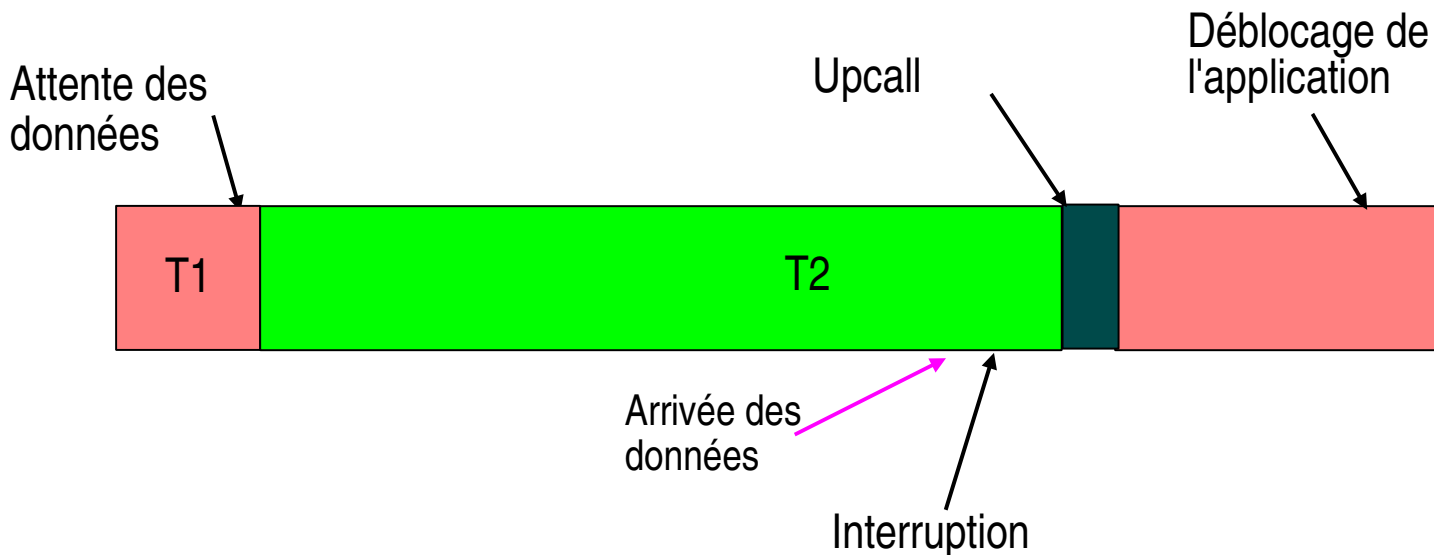 Attente des
données
Upcall
Déblocage de
l'application
T1
T2
Arrivée des
données
Interruption